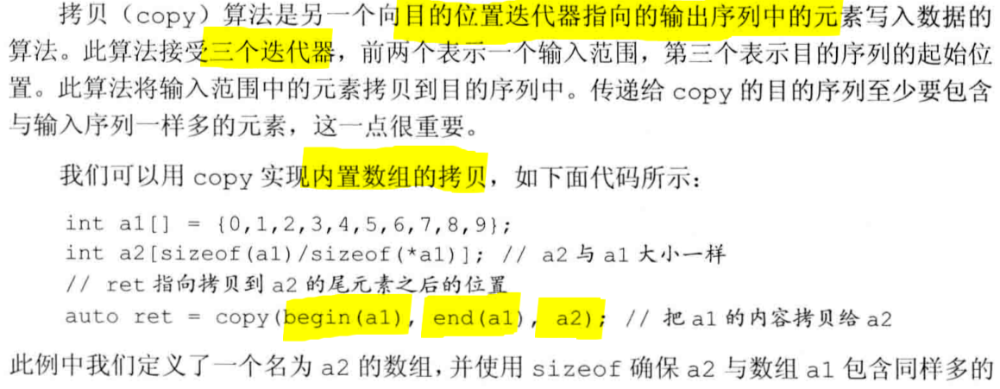 拷贝（copy）算法是另一个向目的位置迭代器指向的输出序列中的元素写入数据的
算法。此算法接受三个迭代器，前两个表示一个输入范围，第三个表示目的序列的起始位
置。此算法将输入范围中的元素拷贝到目的序列中。传递给 copy 的目的序列至少要包含
与输入序列一样多的元素，这一点很重要。
我们可以用 copy 实现内置数组的拷贝，如下面代码所示：
int a1[] = {0,1,2,3,4,5,6,7,8,9};
int a2[sizeof(a1)/sizeof(*a1)]; // a2 与 a1 大小一样
// ret 指向拷贝到 a2 的尾元素之后的位置
auto ret = copy(begin(a1), end(a1), a2); // 把 a1 的内容拷贝给 a2
此例中我们定义了一个名为 a2 的数组，并使用 sizeof 确保 a2 与数组 a1 包含同样多的